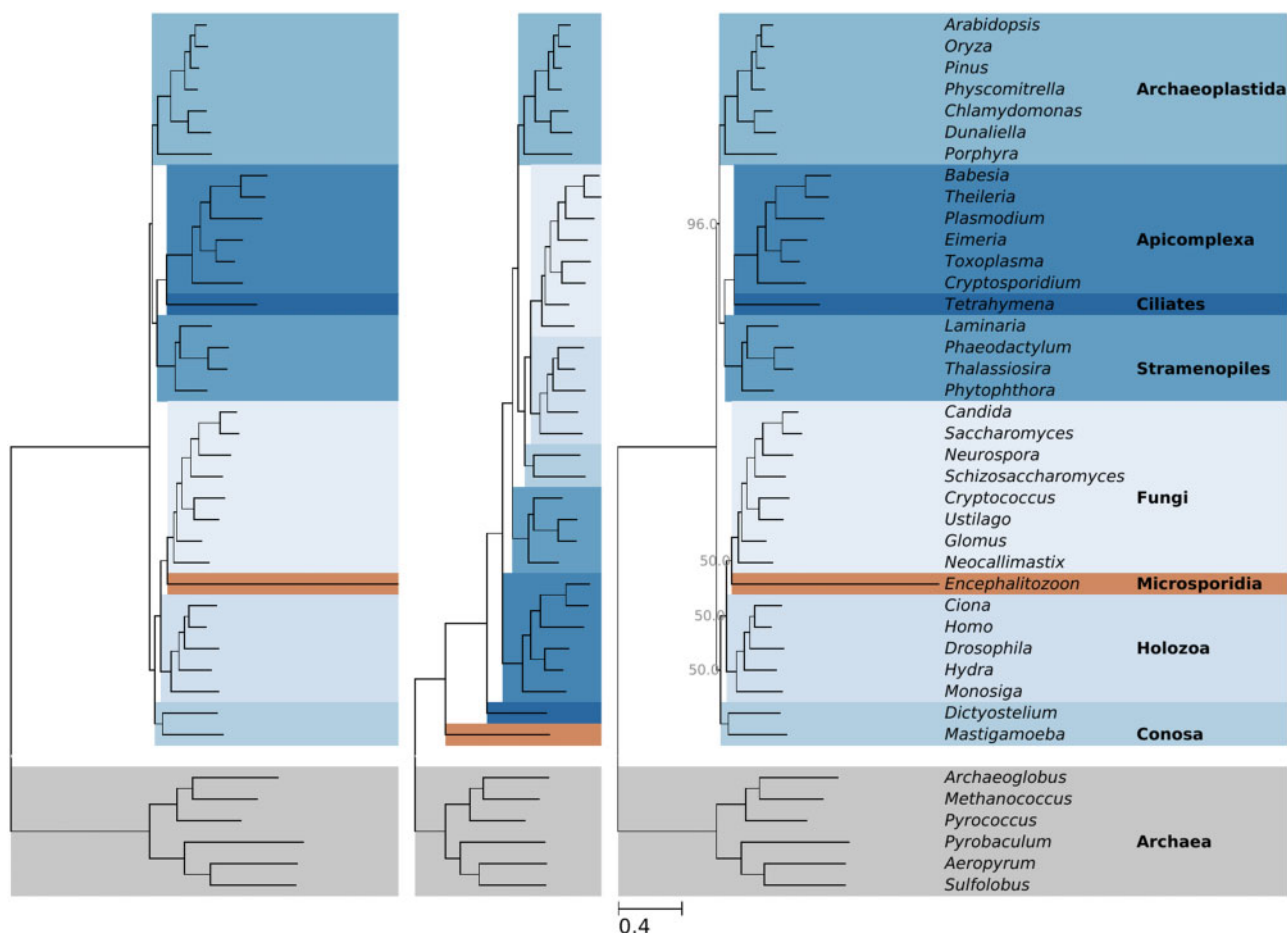 Arabidopsis
Oryza
Pinus
Physcomitrella Archaeoplastida
Chlamydomonas
Dunaliella
Porphyra
Babesia
Theileria
Plasmodium
96.0
Eimeria Apicomplexa
Toxoplasma
Cryptosporidium
Tetrahymena Ciliates
Laminaria
Phaeodactylum
Thalassiosira Stramenopiles
Phytophthora
Candida
Saccharomyces
Neurospora
Schizosaccharomyces
Cryptococcus Fungi
Ustilago
Glomus
50.0
Neocallimastix
Encephalitozoon Microsporidia
Ciona
50.0
Homo
Drosophila Holozoa
50.0 Hydra
Monosiga
Dictyostelium
Mastigamoeba Conosa
Archaeoglobus
Methanococcus
Pyrococcus
Pyrobaculum Archaea
Aeropyrum
Sulfolobus
0.4